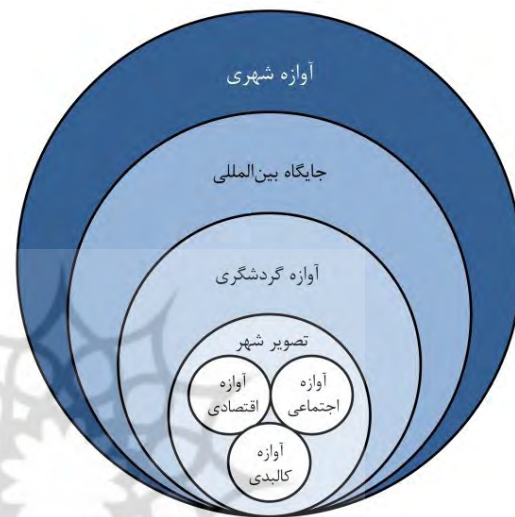 آوازه شهری
جایگاه بین‌المللی
آوازه گردشگری
تصویر شهر
آوازه
اجتماعی
آوازه
اقتصادی
آوازه
کالبدی